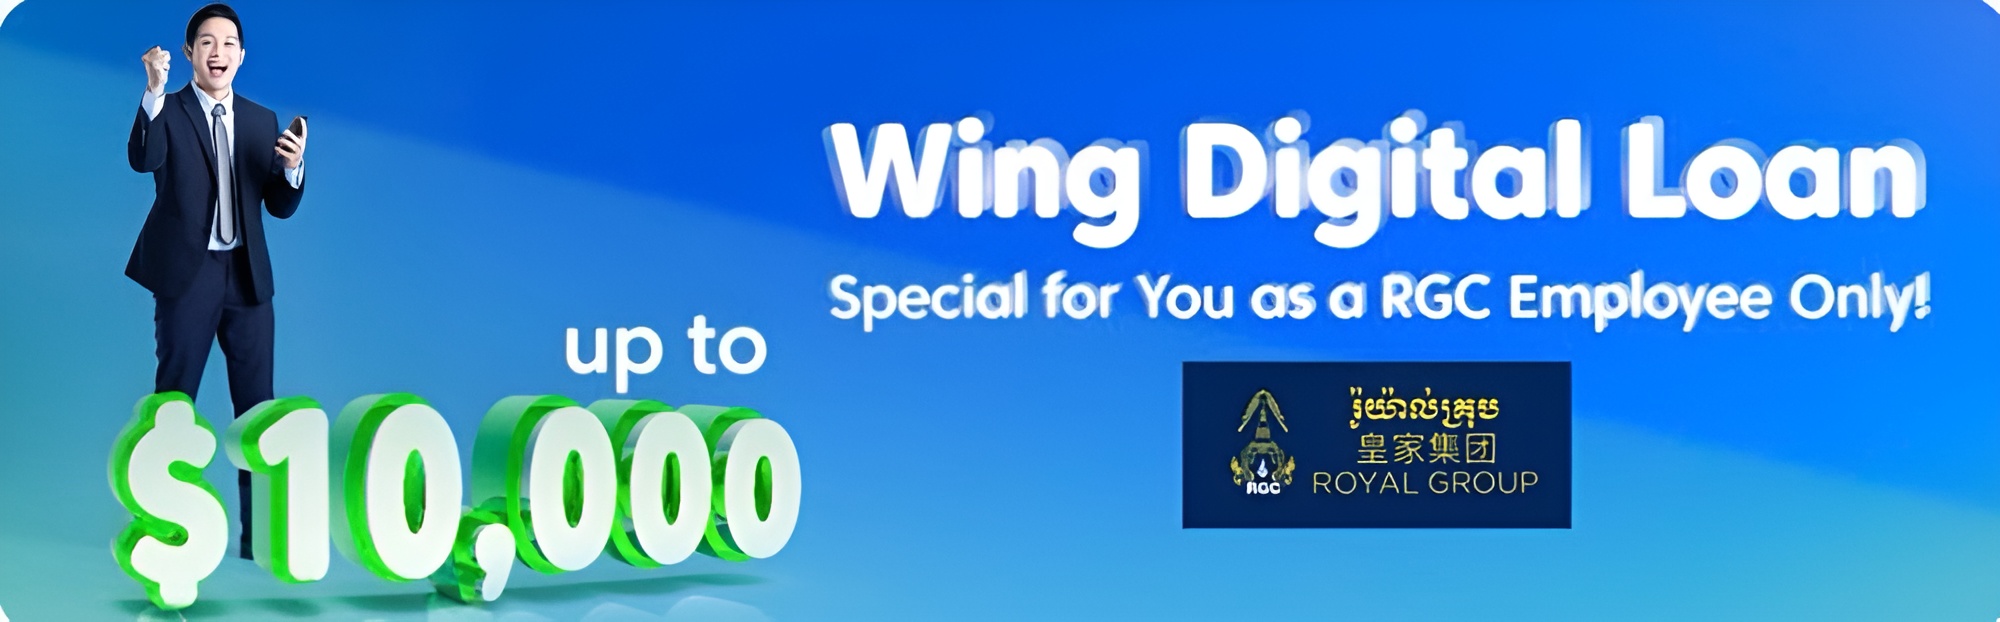 Wing Digital Loan
Special for You as a RGC Employee Only!
up to
$10,000
រ៉ូយ៉ាល់គ្រុប
皇家集团
ROYAL GROUP
RGC